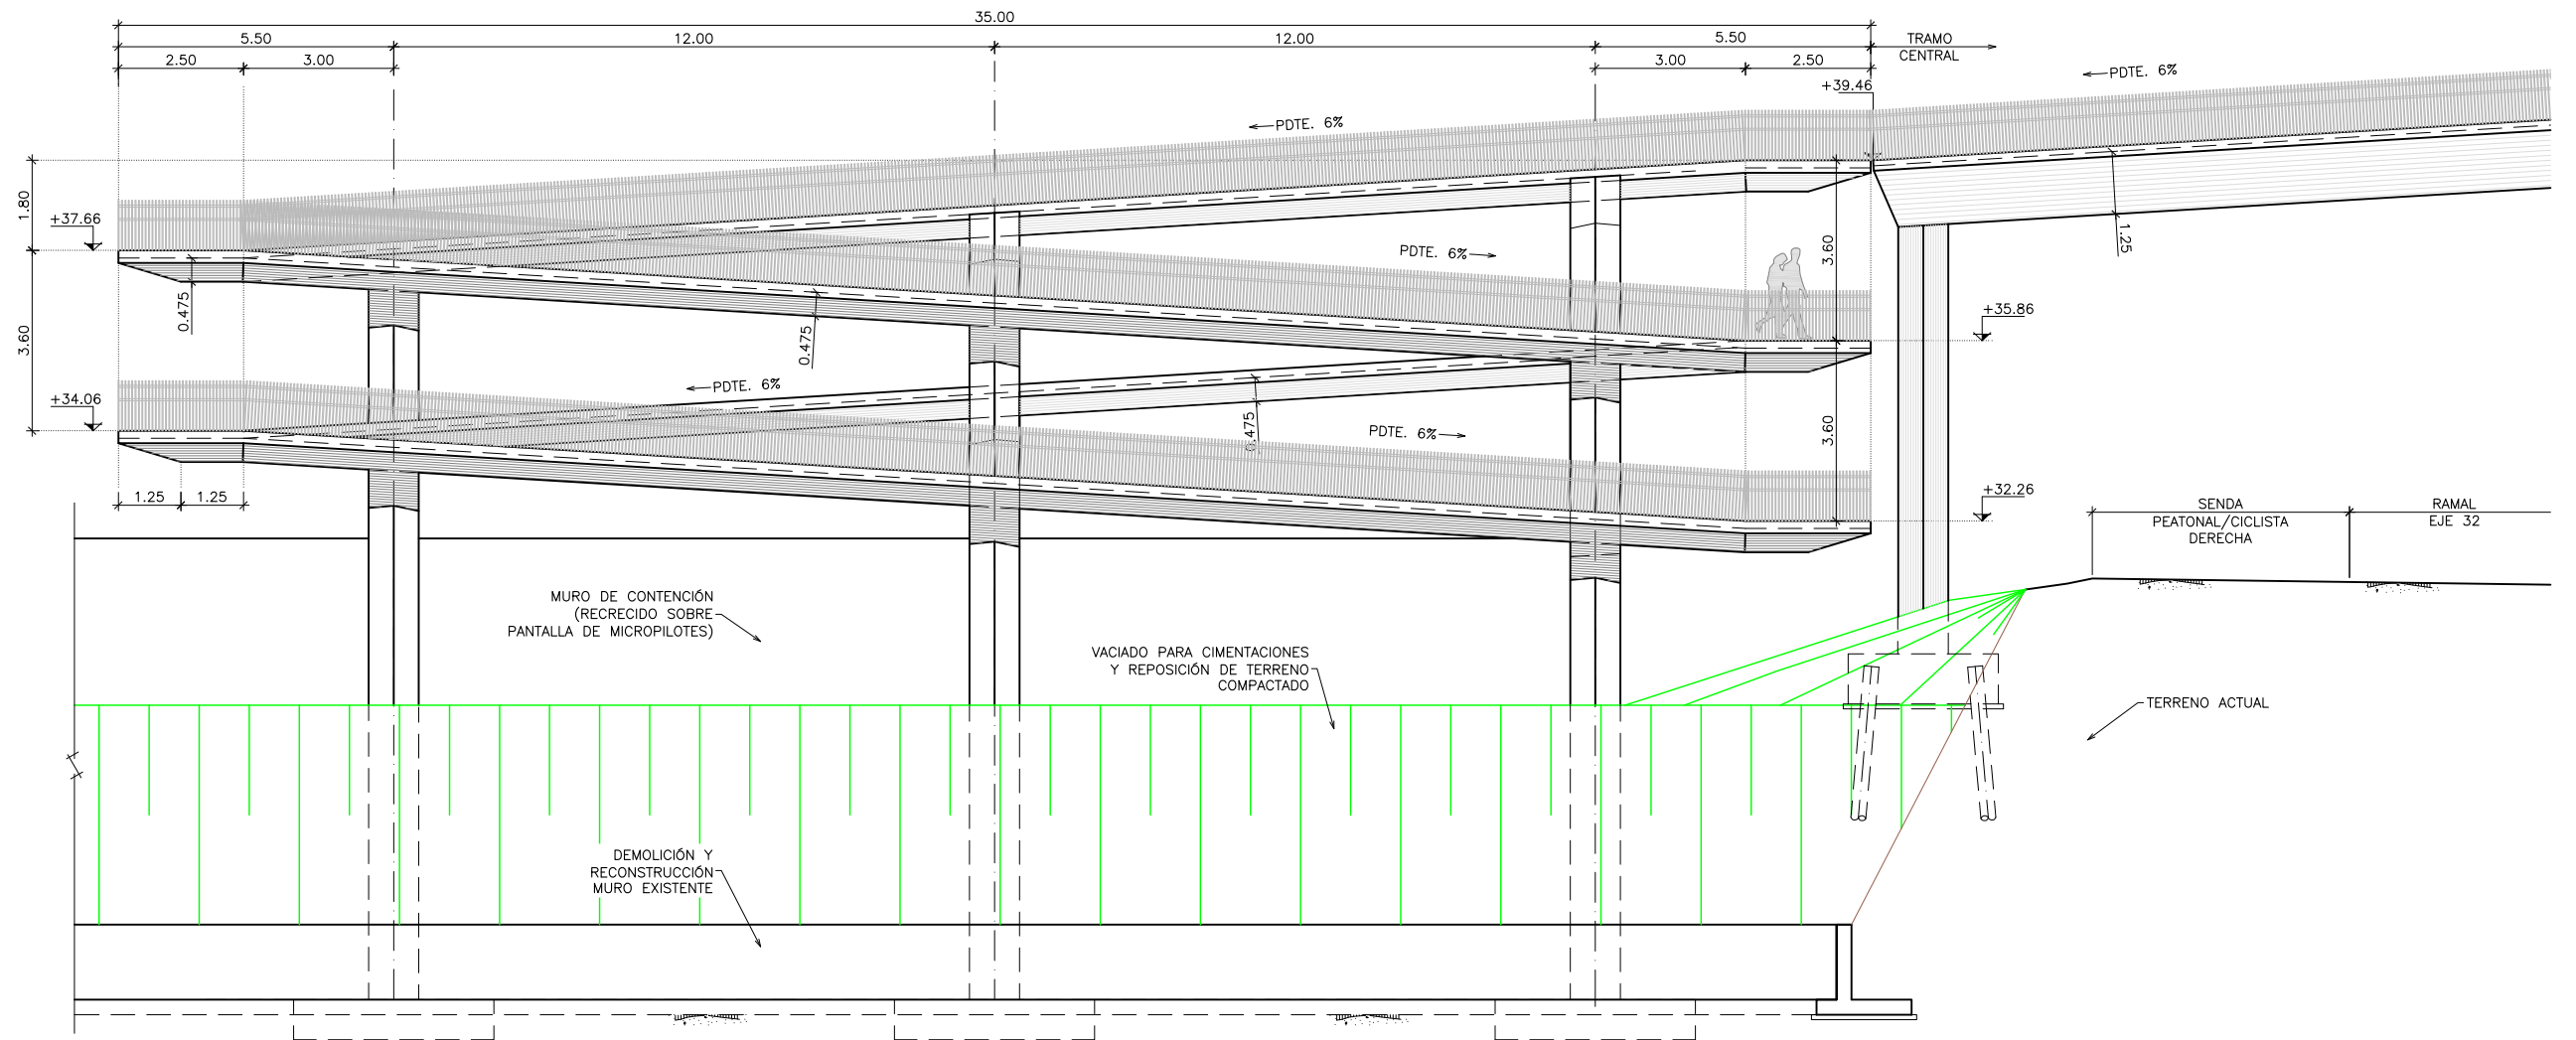 35.00
5.50
12.00
12.00
5.50
TRAMO
CENTRAL
2.50
3.00
3.00
2.50
PDTE. 6%
+39.46
PDTE. 6%
1.80
+37.66
PDTE. 6%
3.60
1.25
0.475
0.475
+35.86
3.60
PDTE. 6%
+34.06
0.475
PDTE. 6%
3.60
1.25
1.25
+32.26
SENDA
PEATONAL/CICLISTA
DERECHA
RAMAL
EJE 32
MURO DE CONTENCIÓN
(RECRECIDO SOBRE
PANTALLA DE MICROPILOTES)
VACIADO PARA CIMENTACIONES
Y REPOSICIÓN DE TERRENO
COMPACTADO
TERRENO ACTUAL
DEMOLICIÓN Y
RECONSTRUCCIÓN
MURO EXISTENTE